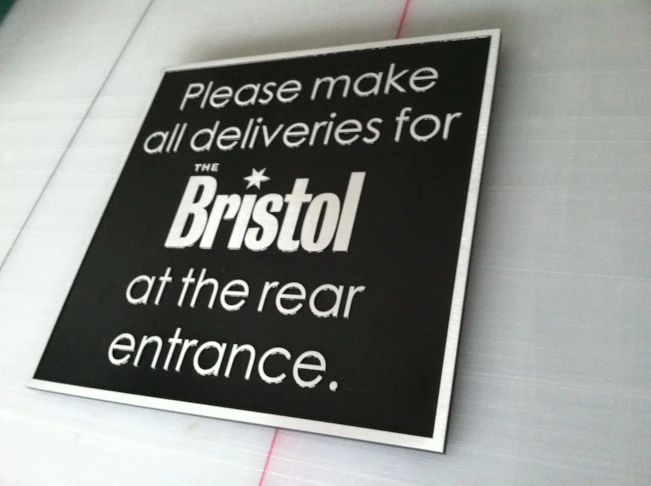 Please make
all deliveries for
THE
Bristol
at the rear
entrance.